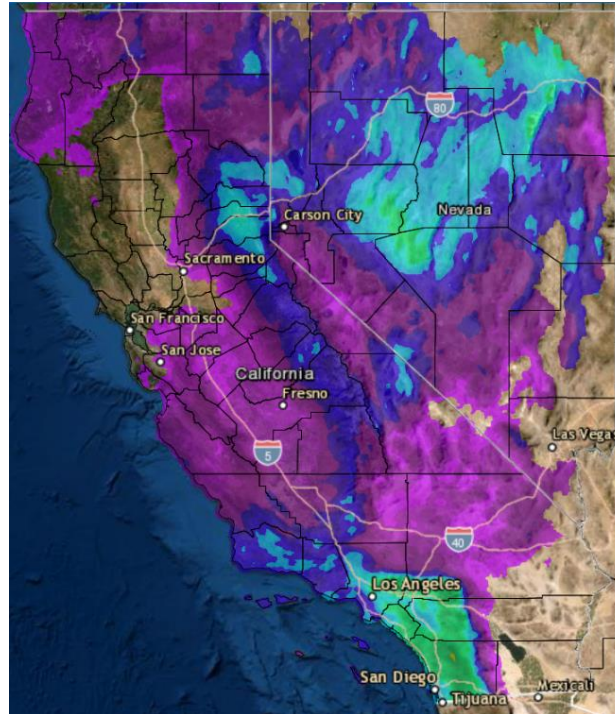 80
Carson City
Nevada
Sacramento
San Francisco
San Jose
California
Fresno
5
Las Vegas
40
Los Angeles
San Diego
Tijuana
Mexicali